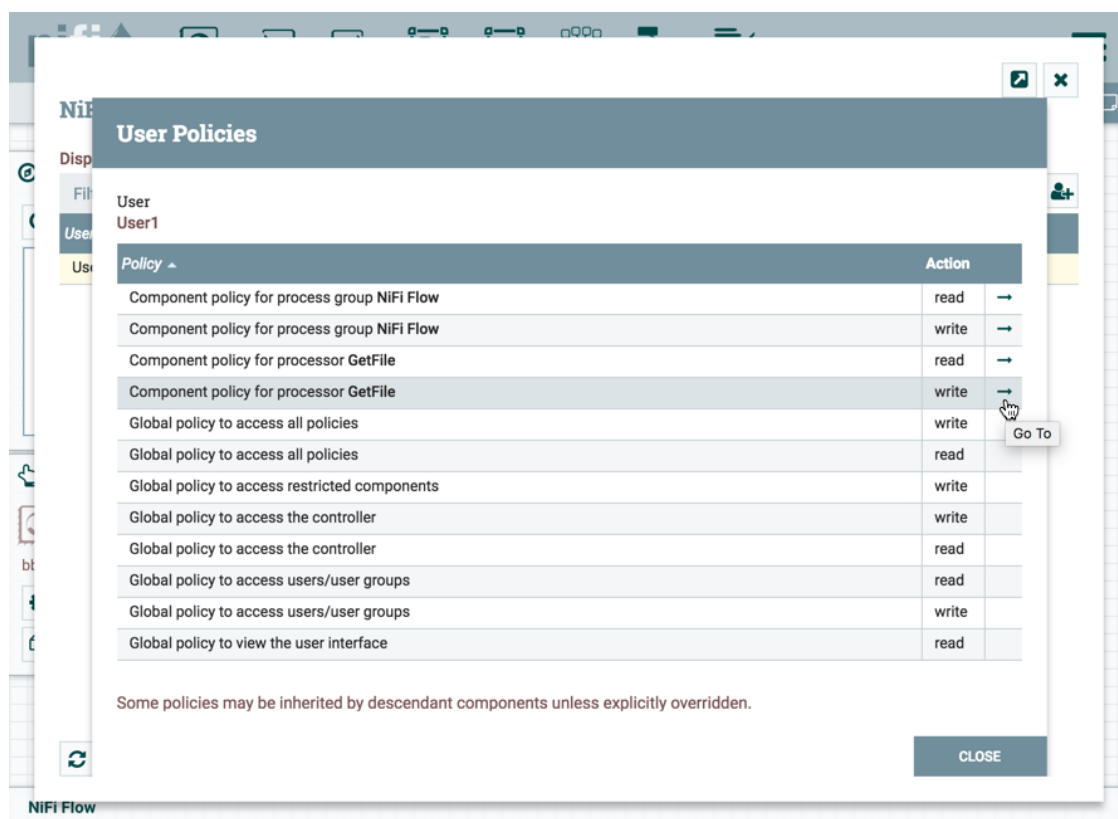 User Policies
User
User1
Policy Action
Component policy for process group NiFi Flow read
Component policy for process group NiFi Flow write
Component policy for processor GetFile read
Component policy for processor GetFile write
Go To
Global policy to access all policies write
Global policy to access all policies read
Global policy to access restricted components write
Global policy to access the controller write
Global policy to access the controller read
Global policy to access users/user groups read
Global policy to access users/user groups write
Global policy to view the user interface read
Some policies may be inherited by descendant components unless explicitly overridden.
CLOSE
NiFi Flow